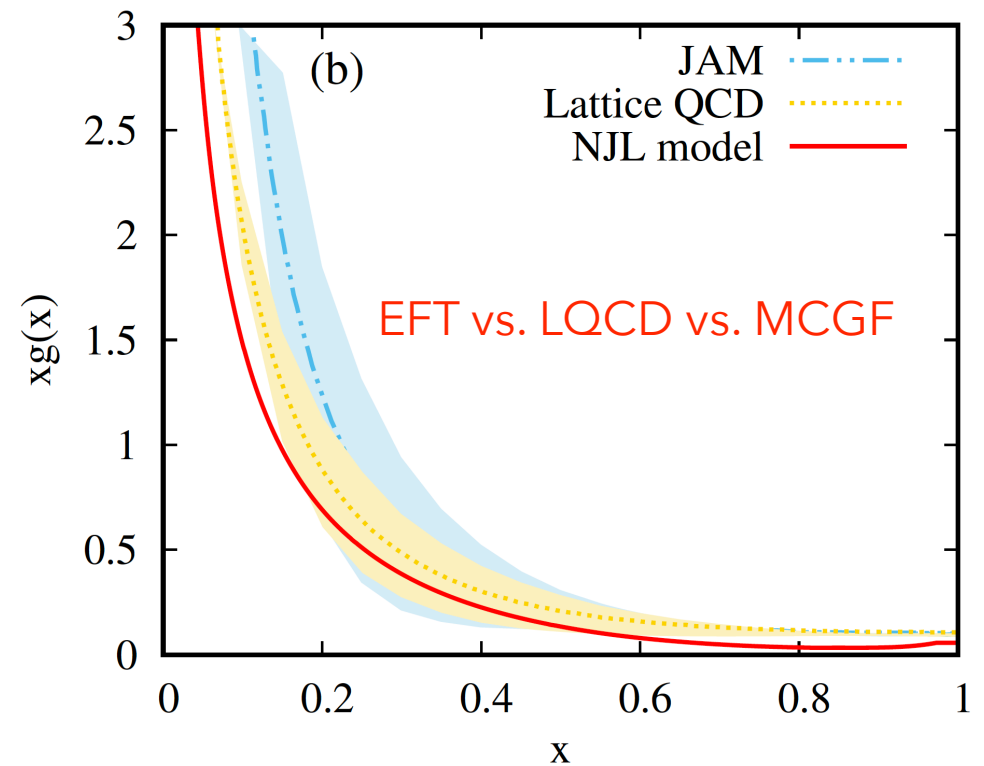 (b)
JAM
Lattice QCD
NJL model
EFT vs. LQCD vs. MCGF
xg(x)
3
2.5
2
1.5
1
0.5
0
0 0.2 0.4 0.6 0.8 1
x